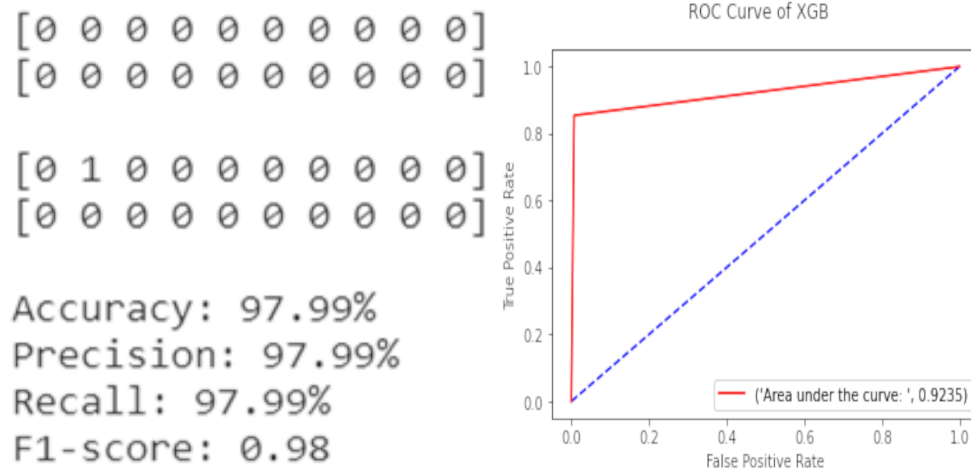 [0 0 0 0 0 0 0 0 0 0]
[0 0 0 0 0 0 0 0 0 0]
[0 1 0 0 0 0 0 0 0 0]
[0 0 0 0 0 0 0 0 0 0]
Accuracy: 97.99%
Precision: 97.99%
Recall: 97.99%
F1-score: 0.98
ROC Curve of XGB
True Positive Rate
1.0
0.8
0.6
0.4
0.2
0.0
('Area under the curve: ', 0.9235)
0.0 0.2 0.4 0.6 0.8 1.0
False Positive Rate